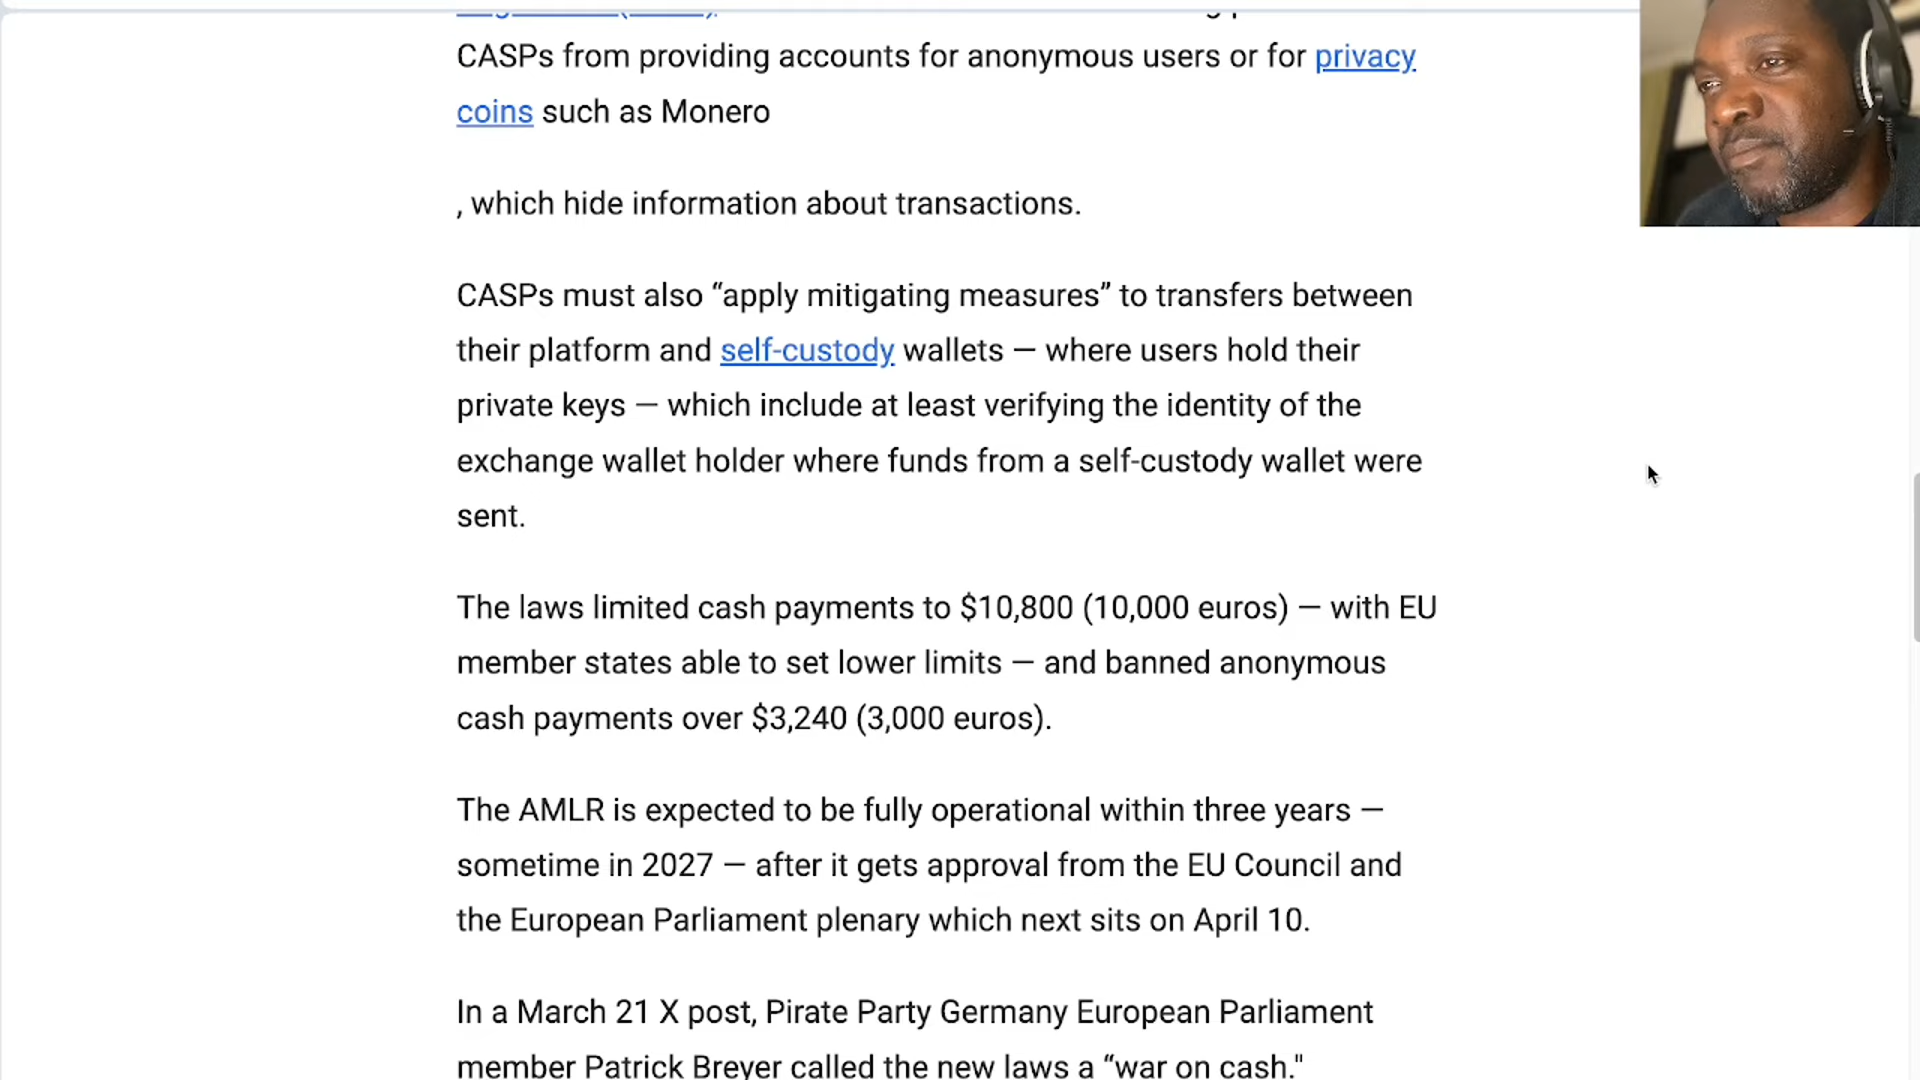 CASPs from providing accounts for anonymous users or for privacy
coins such as Monero
, which hide information about transactions.
CASPs must also “apply mitigating measures” to transfers between
their platform and self-custody wallets — where users hold their
private keys — which include at least verifying the identity of the
exchange wallet holder where funds from a self-custody wallet were
sent.
The laws limited cash payments to $10,800 (10,000 euros) — with EU
member states able to set lower limits — and banned anonymous
cash payments over $3,240 (3,000 euros).
The AMLR is expected to be fully operational within three years —
sometime in 2027 — after it gets approval from the EU Council and
the European Parliament plenary which next sits on April 10.
In a March 21 X post, Pirate Party Germany European Parliament
member Patrick Breyer called the new laws a “war on cash."